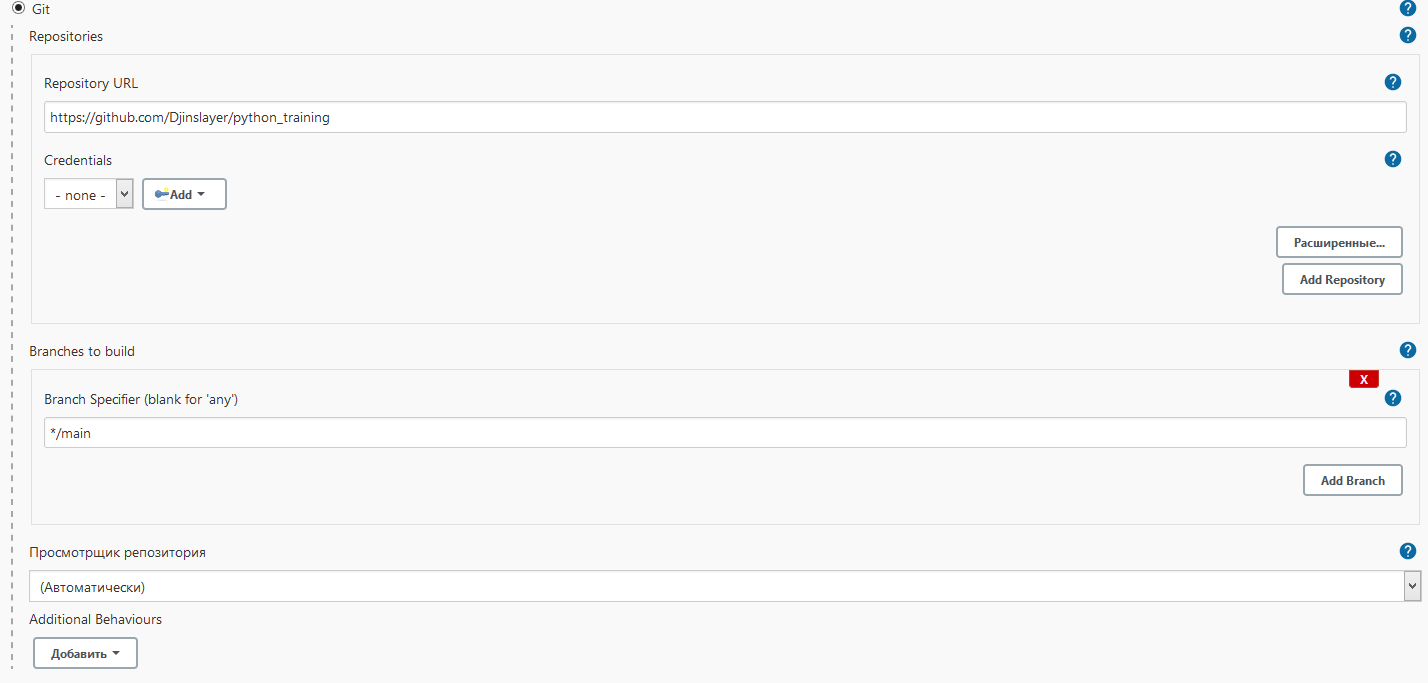 Git
Repositories
Repository URL
https://github.com/Djinslayer/python_training
Credentials
- none -
Add
Расширенные...
Add Repository
Branches to build
X
Branch Specifier (blank for 'any')
*/main
Add Branch
Просмотрщик репозитория
(Автоматически)
Additional Behaviours
Добавить